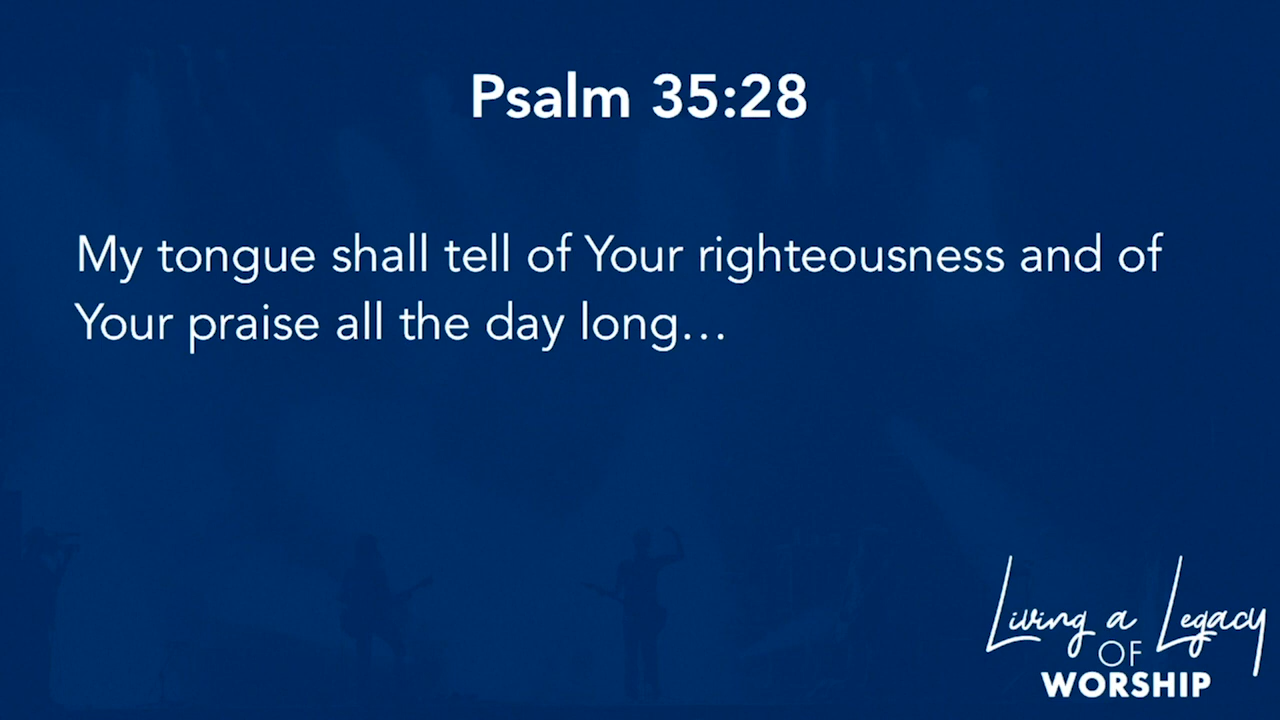 Psalm 35:28
My tongue shall tell of Your righteousness and of
Your praise all the day long…
Living a Legacy
OF
WORSHIP